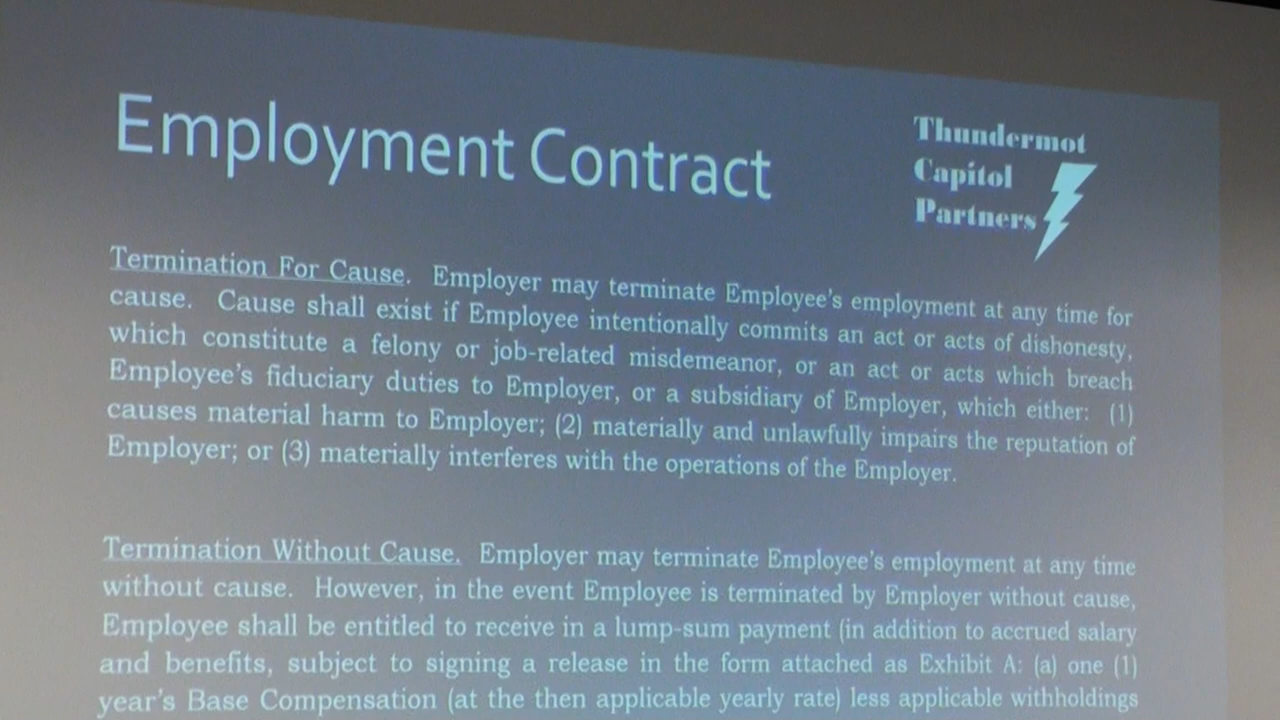 Employment Contract
Thundermot
Capitol
Partners
Termination For Cause. Employer may terminate Employee's employment at any time for
cause. Cause shall exist if Employee intentionally commits an act or acts of dishonesty,
which constitute a felony or job-related misdemeanor, or an act or acts which breach
Employee's fiduciary duties to Employer, or a subsidiary of Employer, which either: (1)
causes material harm to Employer; (2) materially and unlawfully impairs the reputation of
Employer; or (3) materially interferes with the operations of the Employer.
Termination Without Cause. Employer may terminate Employee's employment at any time
without cause. However, in the event Employee is terminated by Employer without cause,
Employee shall be entitled to receive in a lump-sum payment (in addition to accrued salary
and benefits, subject to signing a release in the form attached as Exhibit A: (a) one (1)
year's Base Compensation (at the then applicable yearly rate) less applicable withholdings